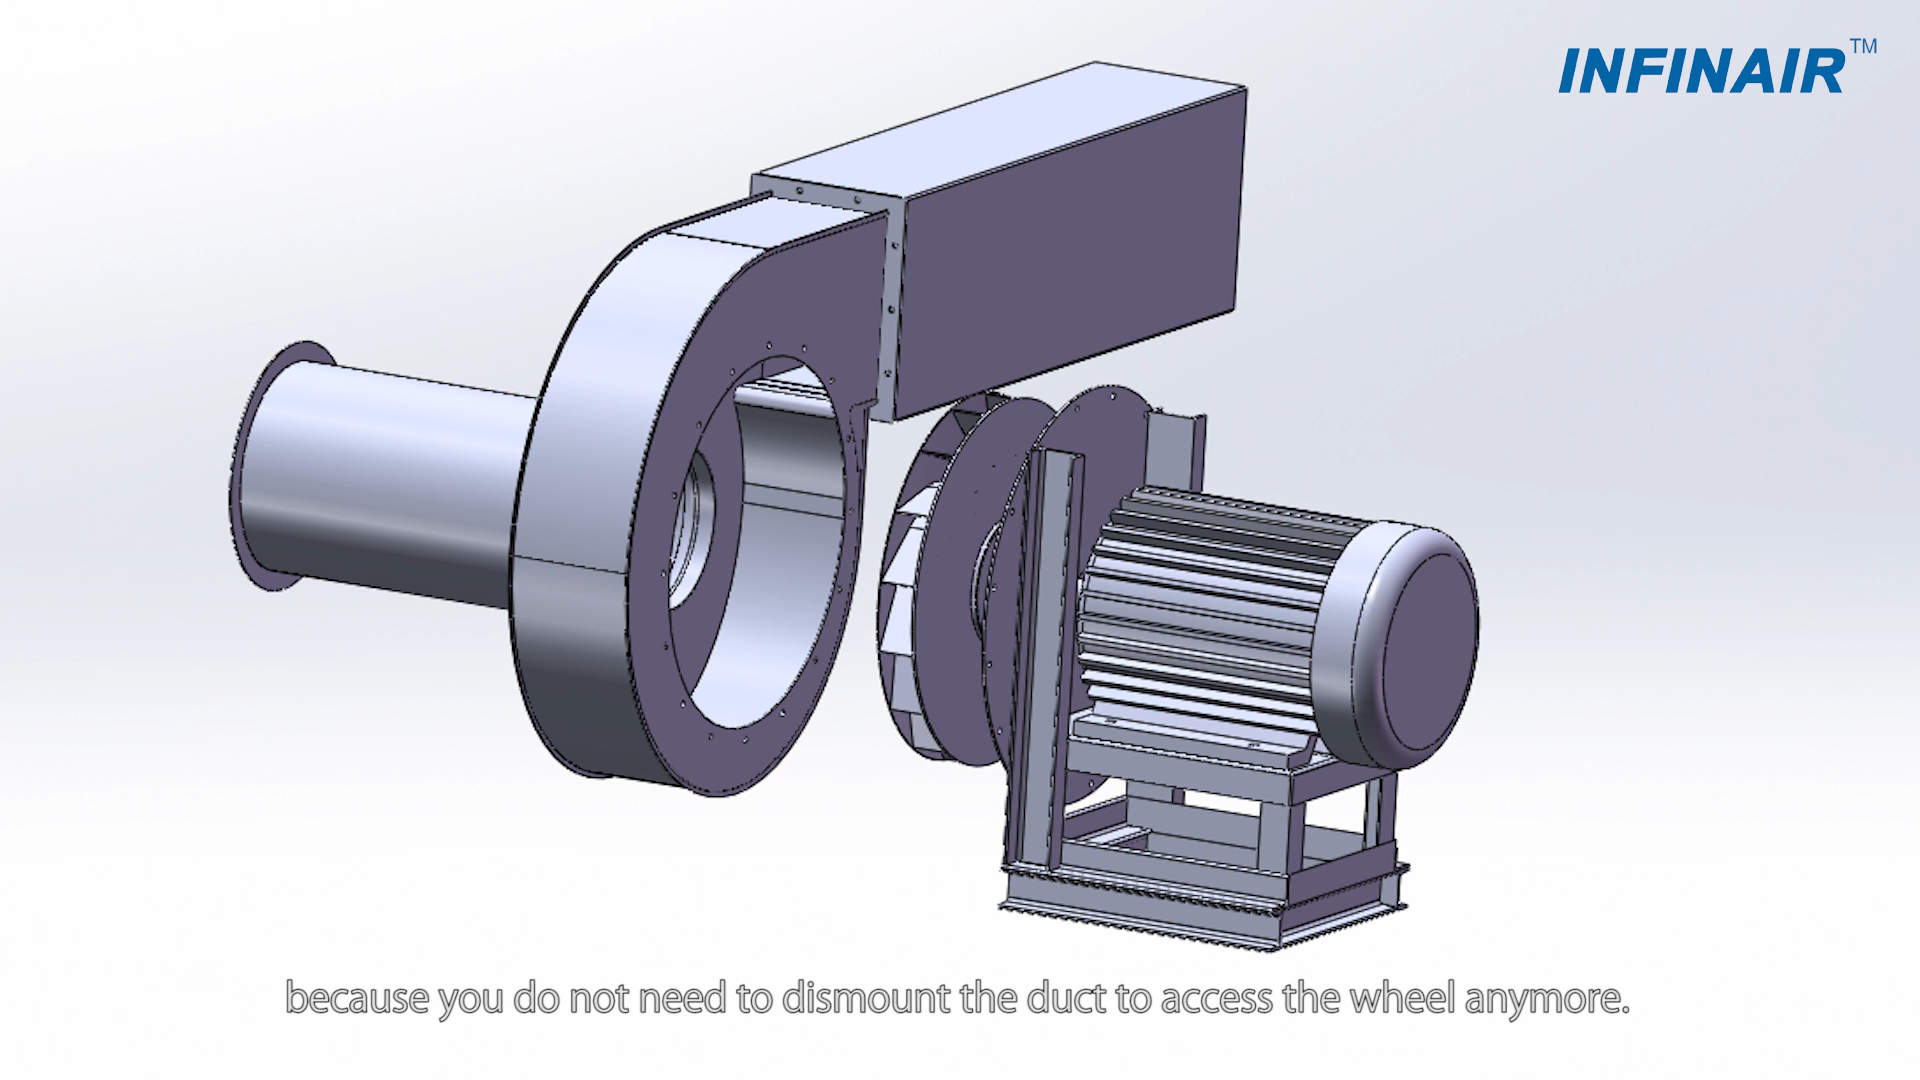 INFINAIR™
because you do not need to dismount the duct to access the wheel anymore.